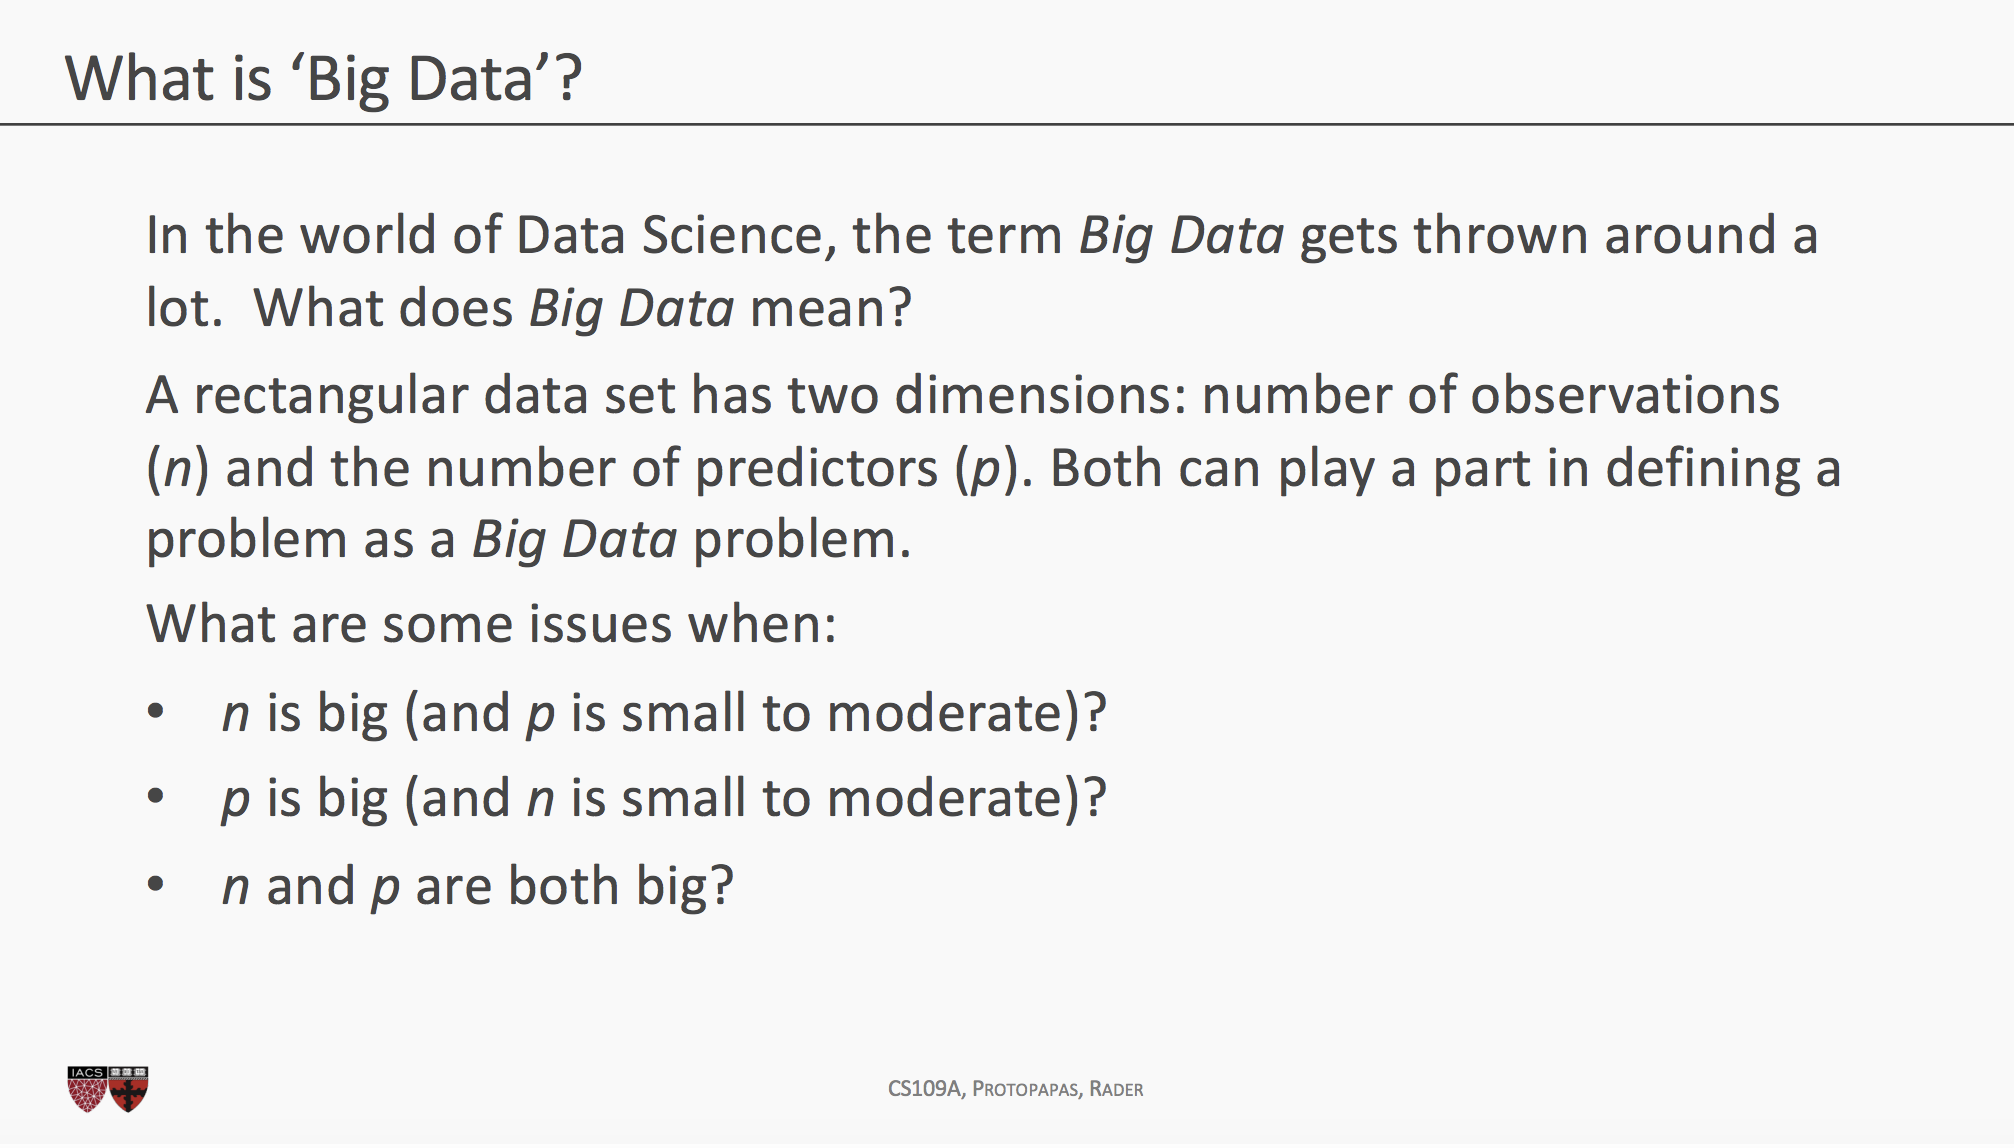 What is ‘Big Data’?
In the world of Data Science, the term Big Data gets thrown around a
lot.  What does Big Data mean?
A rectangular data set has two dimensions: number of observations
(n) and the number of predictors (p). Both can play a part in defining a
problem as a Big Data problem.
What are some issues when:
• n is big (and p is small to moderate)?
• p is big (and n is small to moderate)?
• n and p are both big?
IACS
CS109A, Protopapas, Rader